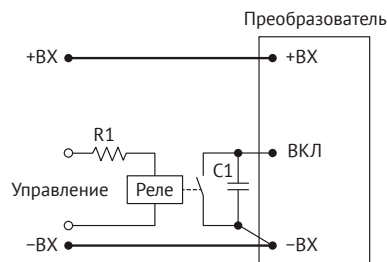 Преобразователь
+ВХ
+ВХ
R1
ВКЛ
C1
Управление
Реле
−ВХ
−ВХ